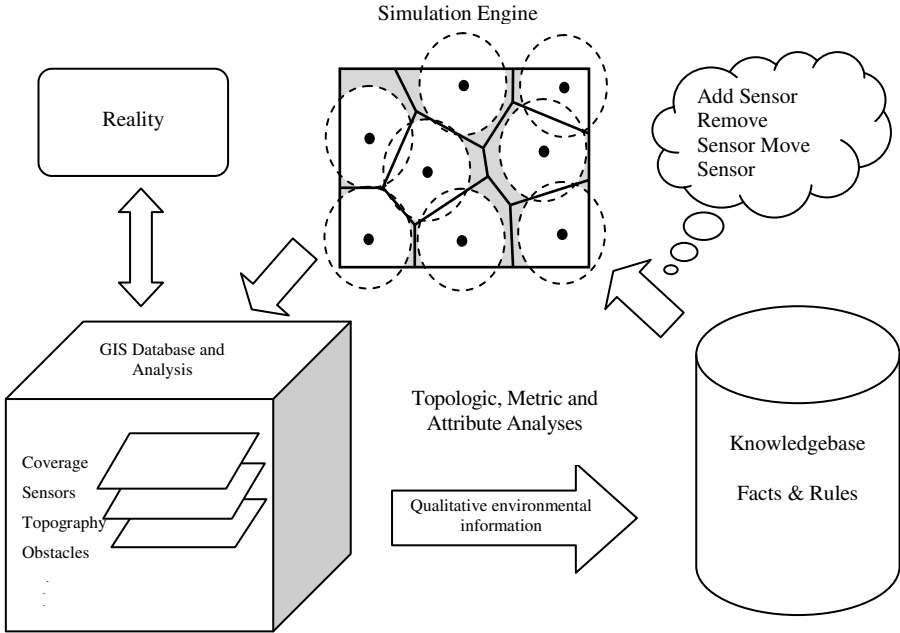 Simulation Engine
Reality
Add Sensor
Remove
Sensor Move
Sensor
GIS Database and
Analysis
Coverage
Sensors
Topography
Obstacles
.
.
.
Topologic, Metric and
Attribute Analyses
Qualitative environmental
information
Knowledgebase
Facts & Rules